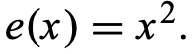 e(x) = x².